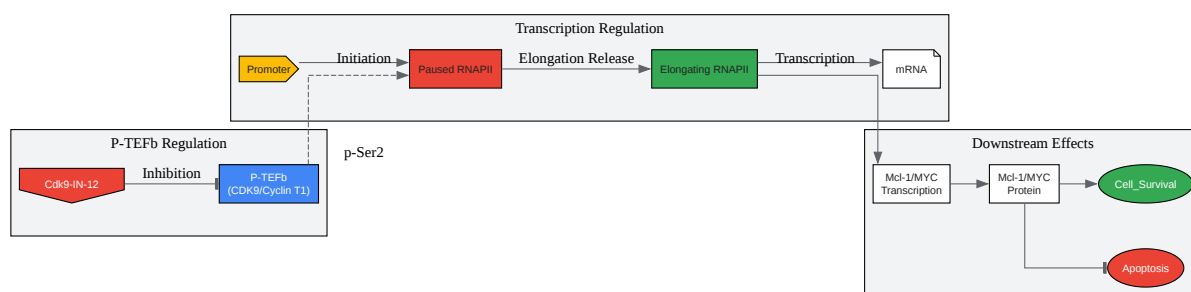 Transcription Regulation
Promoter
Initiation
Paused RNAPII
Elongation Release
Elongating RNAPII
Transcription
mRNA
P-TEFb Regulation
Cdk9-IN-12
Inhibition
P-TEFb
(CDK9/Cyclin T1)
p-Ser2
Downstream Effects
Mcl-1/MYC
Transcription
Mcl-1/MYC
Protein
Cell_Survival
Apoptosis